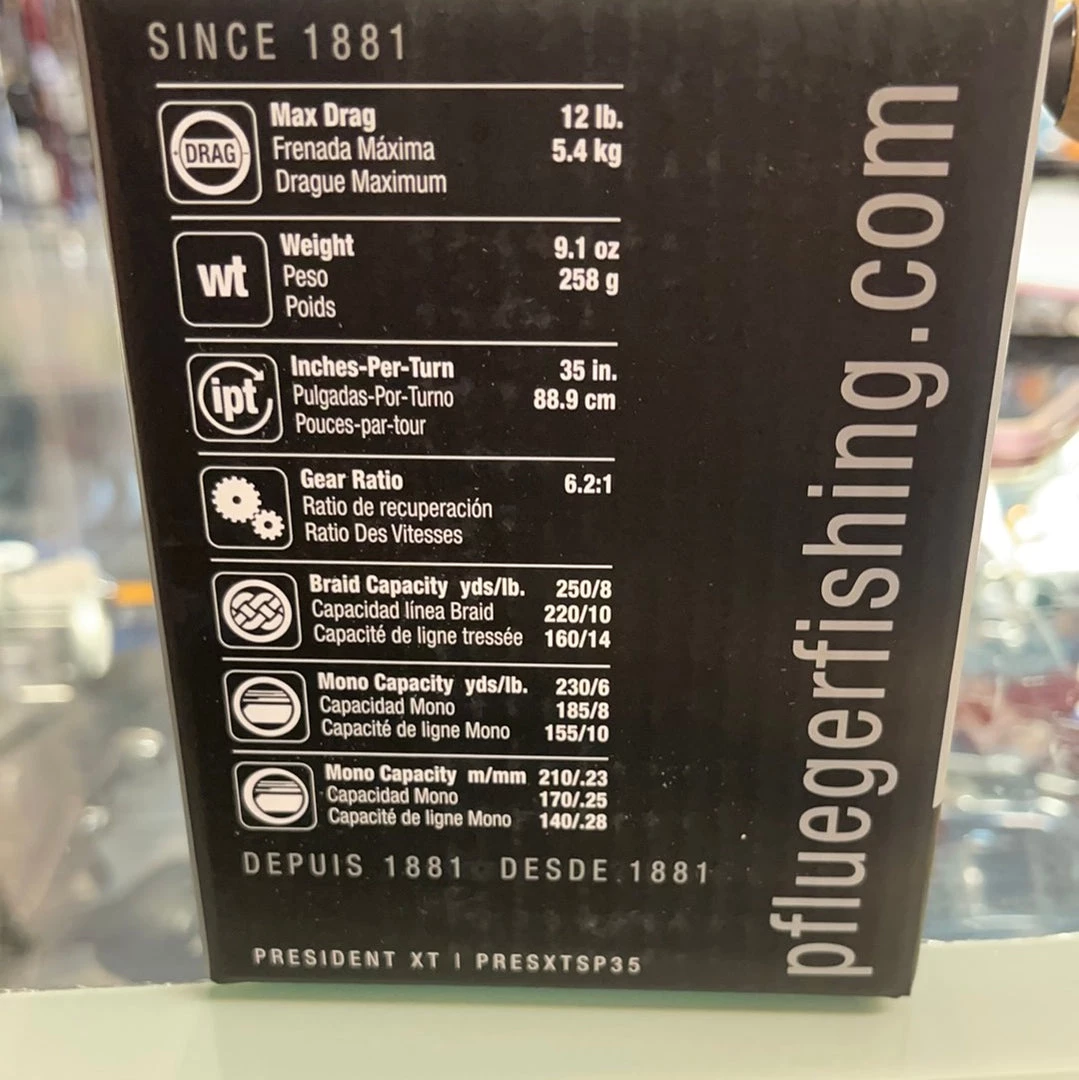 SINCE 1881
DRAG
Max Drag 12 lb.
Frenada Máxima 5.4 kg
Drague Maximum
wt
Weight 9.1 oz
Peso 258 g
Poids
ipt
Inches-Per-Turn 35 in.
Pulgadas-Por-Turno 88.9 cm
Pouces-par-tour
Gear Ratio 6.2:1
Ratio de recuperación
Ratio Des Vitesses
Braid Capacity yds/lb. 250/8
Capacidad línea Braid 220/10
Capacité de ligne tressée 160/14
Mono Capacity yds/lb. 230/6
Capacidad Mono 185/8
Capacité de ligne Mono 155/10
Mono Capacity m/mm 210/.23
Capacidad Mono 170/.25
Capacité de ligne Mono 140/.28
DEPUIS 1881 DESDE 1881
PRESIDENT XT | PRESXTSP35
pfluegerfishing.com